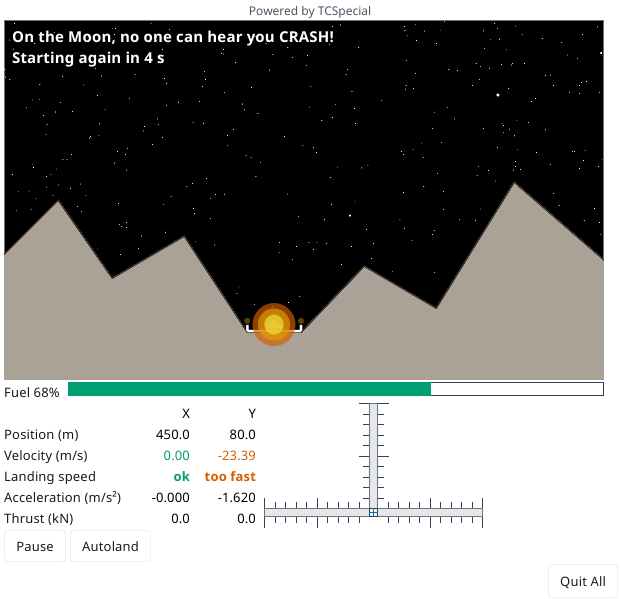 Powered by TCSpecial
On the Moon, no one can hear you CRASH!
Starting again in 4 s
Fuel 68%
X Y
Position (m) 450.0 80.0
Velocity (m/s) 0.00 -23.39
Landing speed ok too fast
Acceleration (m/s²) -0.000 -1.620
Thrust (kN) 0.0 0.0
Pause Autoland
Quit All